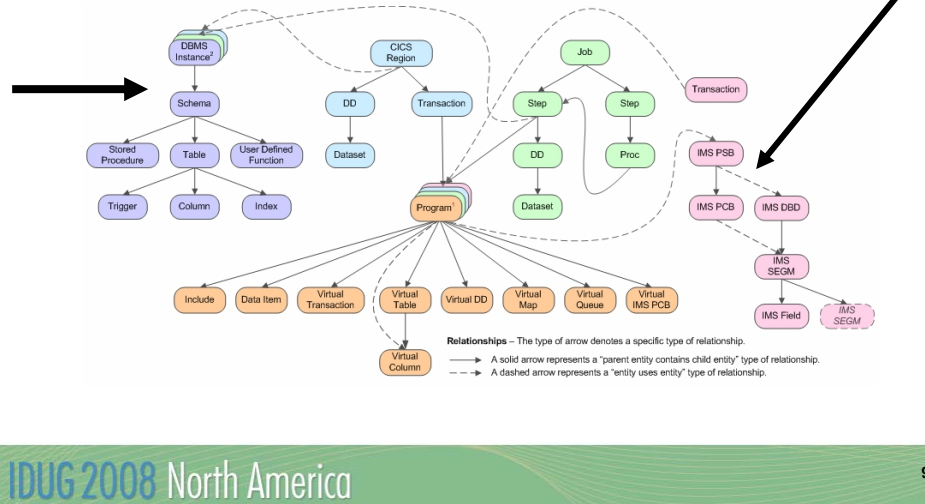 DBMS
Instance²
CICS
Region
Job
Schema
DD
Transaction
Step
Step
Transaction
Stored
Procedure
Table
User Defined
Function
Dataset
DD
Proc
IMS PSB
Trigger
Column
Index
Program¹
Dataset
IMS PCB
IMS DBD
IMS
SEGM
Include
Data Item
Virtual
Transaction
Virtual
Table
Virtual DD
Virtual
Map
Virtual
Queue
Virtual
IMS PCB
IMS Field
IMS
SEGM
Virtual
Column
Relationships – The type of arrow denotes a specific type of relationship.
A solid arrow represents a “parent entity contains child entity” type of relationship.
A dashed arrow represents a “entity uses entity” type of relationship.
IDUG 2008 North America
9